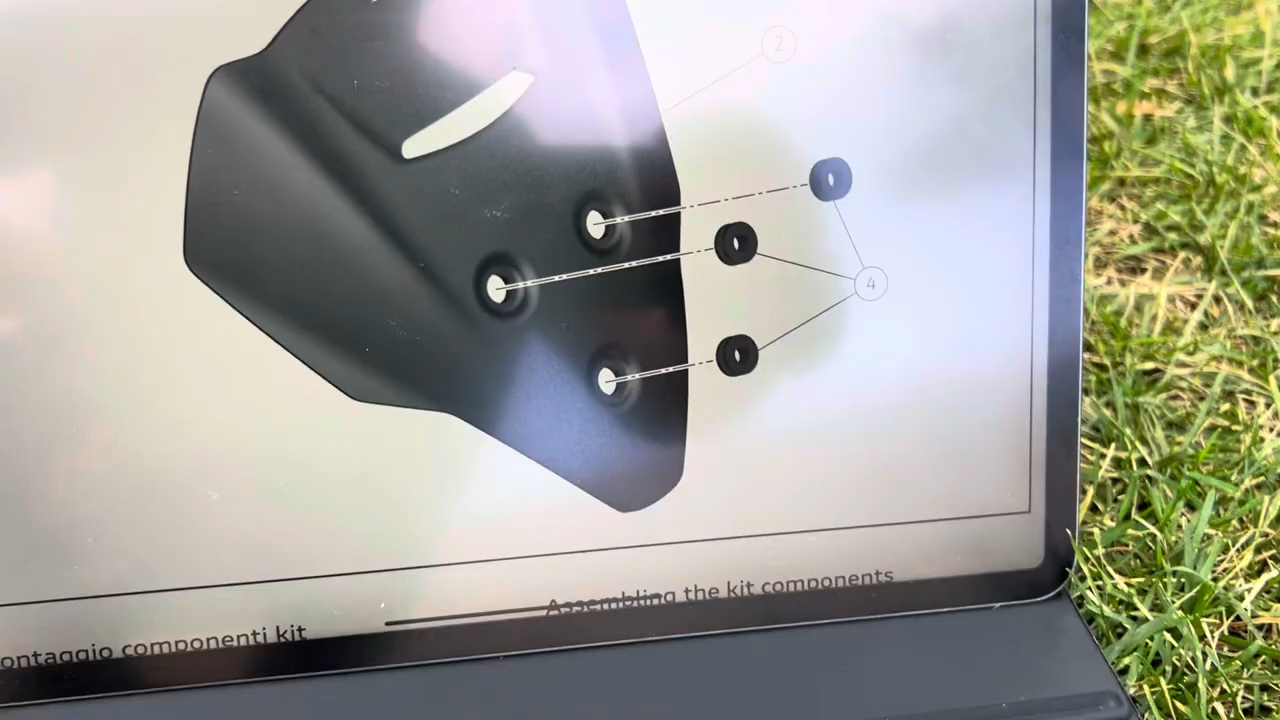 2
4
Assembling the kit components
ontaggio componenti kit